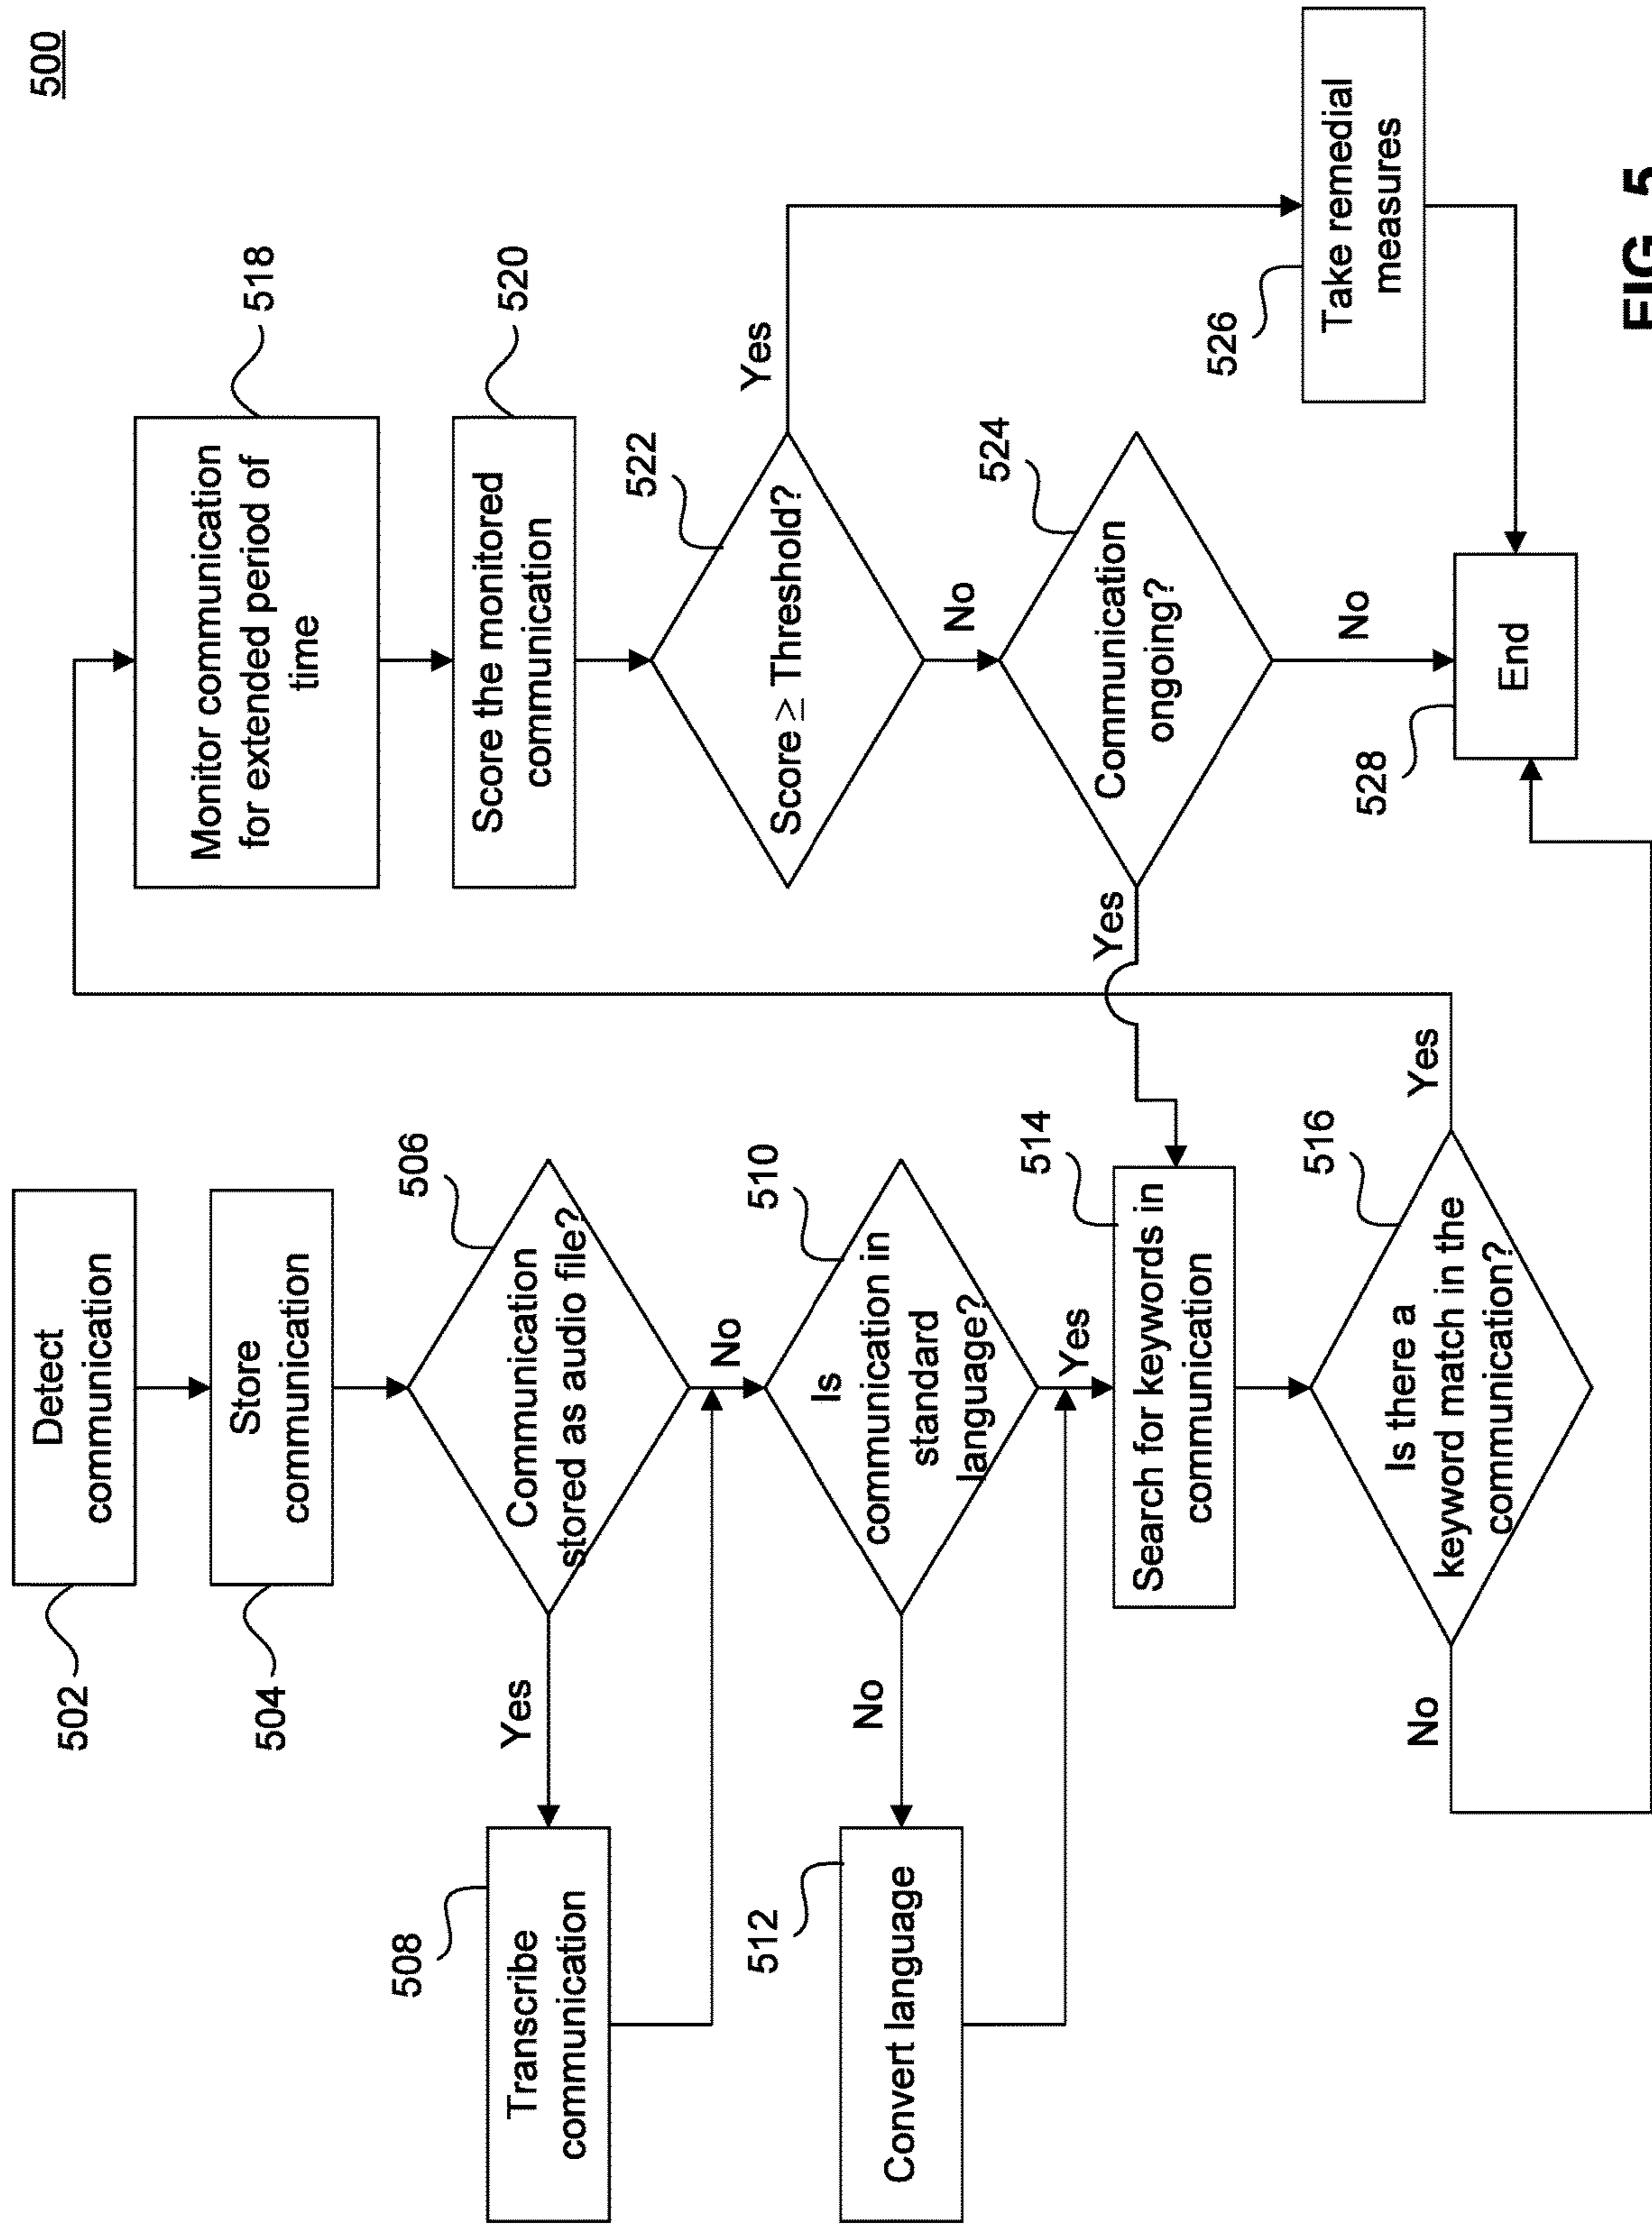 500
Detect
communication
502
Store
communication
504
Communication
stored as audio file?
506
Yes
No
Transcribe
communication
508
Is
communication in
standard
language?
510
No
Yes
Convert language
512
Search for keywords in
communication
514
Is there a
keyword match in the
communication?
516
No
Yes
Monitor communication
for extended period of
time
518
Score the monitored
communication
520
Score ≥ Threshold?
522
Yes
No
Communication
ongoing?
524
Yes
No
Take remedial
measures
526
End
528
FIG. 5